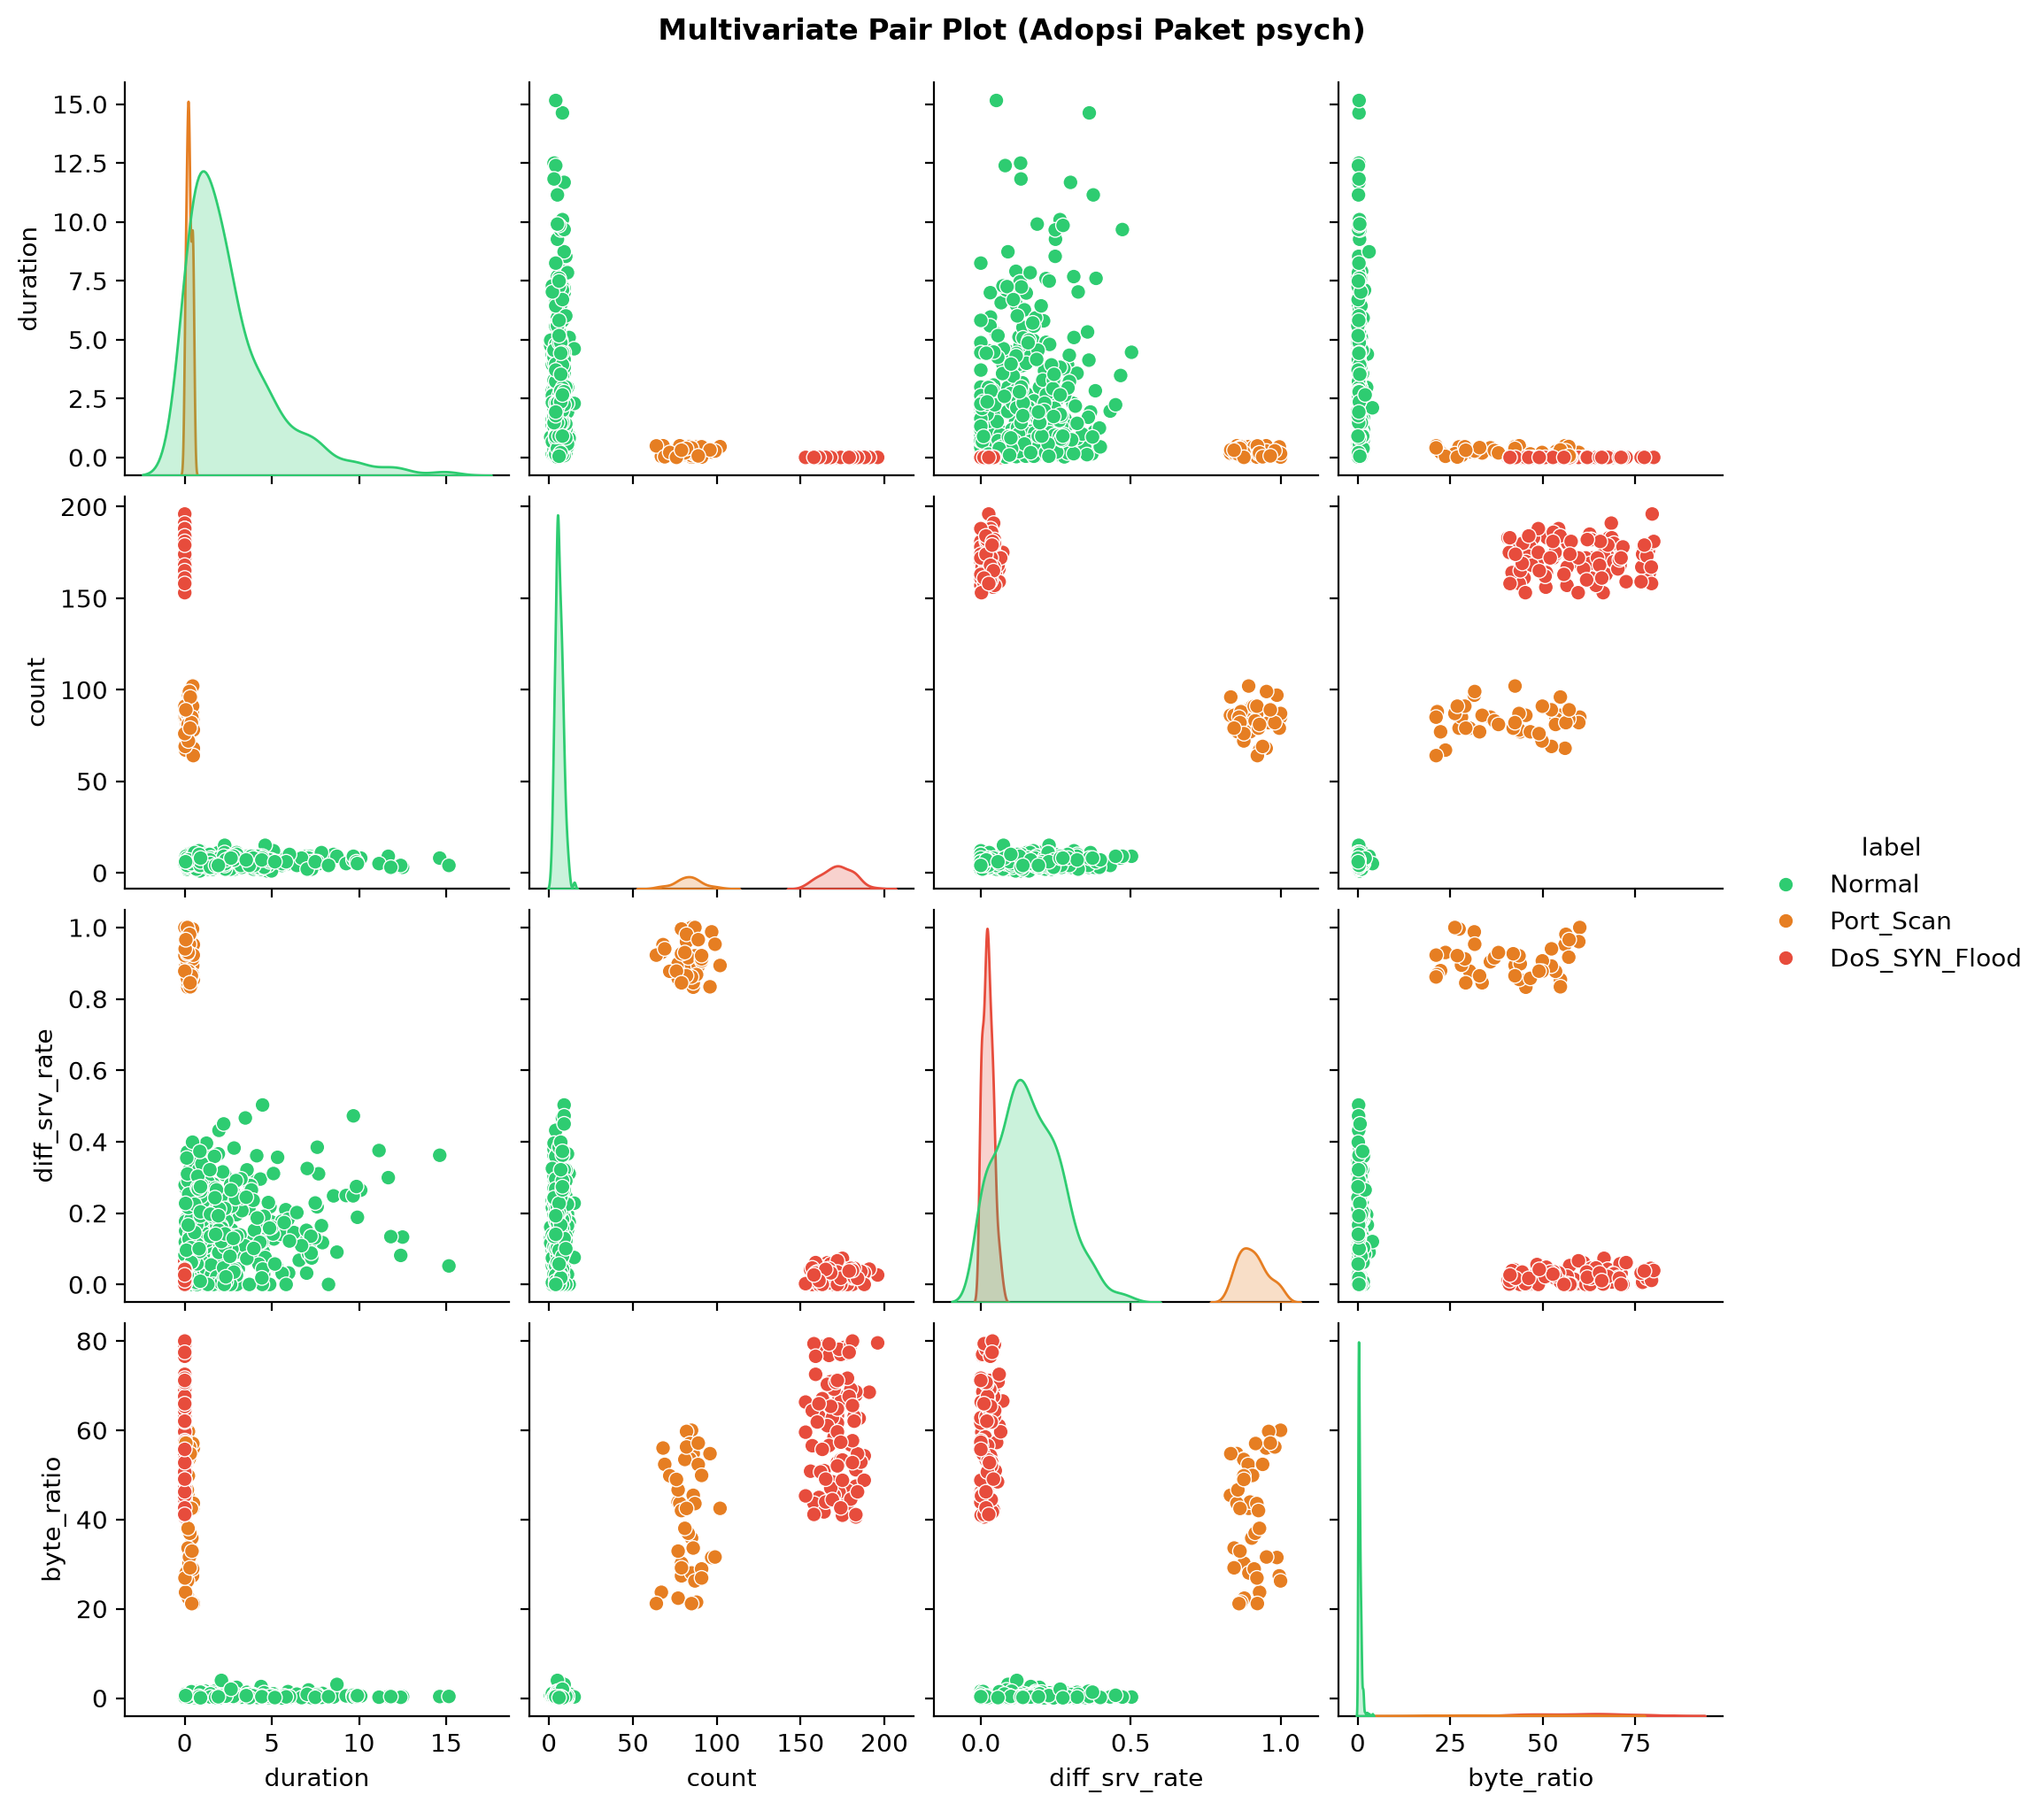 Multivariate Pair Plot (Adopsi Paket psych)
15.0
12.5
10.0
7.5
5.0
2.5
0.0
duration
200
150
100
50
0
count
1.0
0.8
0.6
0.4
0.2
0.0
diff_srv_rate
80
60
40
20
0
byte_ratio
0 5 10 15
duration
0 50 100 150 200
count
0.0 0.5 1.0
diff_srv_rate
0 25 50 75
byte_ratio
label
Normal
Port_Scan
DoS_SYN_Flood